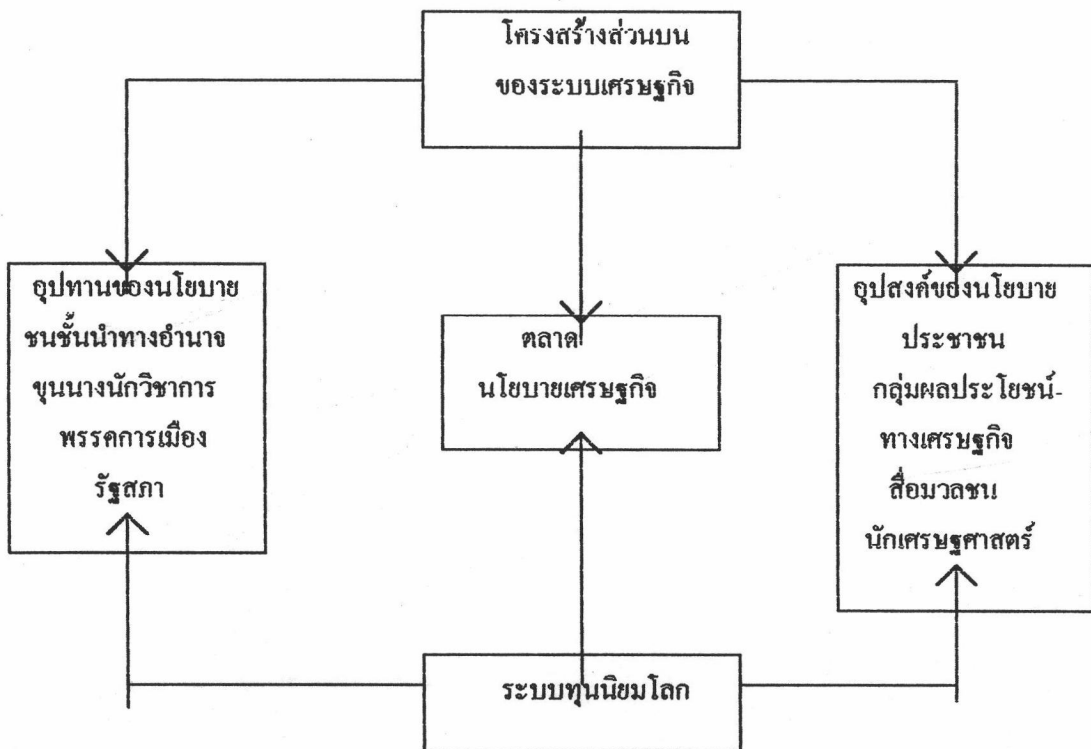 โครงสร้างส่วนบน
ของระบบเศรษฐกิจ
อุปทานของนโยบาย
ชนชั้นนำทางอำนาจ
ขุนนางนักวิชาการ
พรรคการเมือง
รัฐสภา
ตลาด
นโยบายเศรษฐกิจ
อุปสงค์ของนโยบาย
ประชาชน
กลุ่มผลประโยชน์-
ทางเศรษฐกิจ
สื่อมวลชน
นักเศรษฐศาสตร์
ระบบทุนนิยมโลก